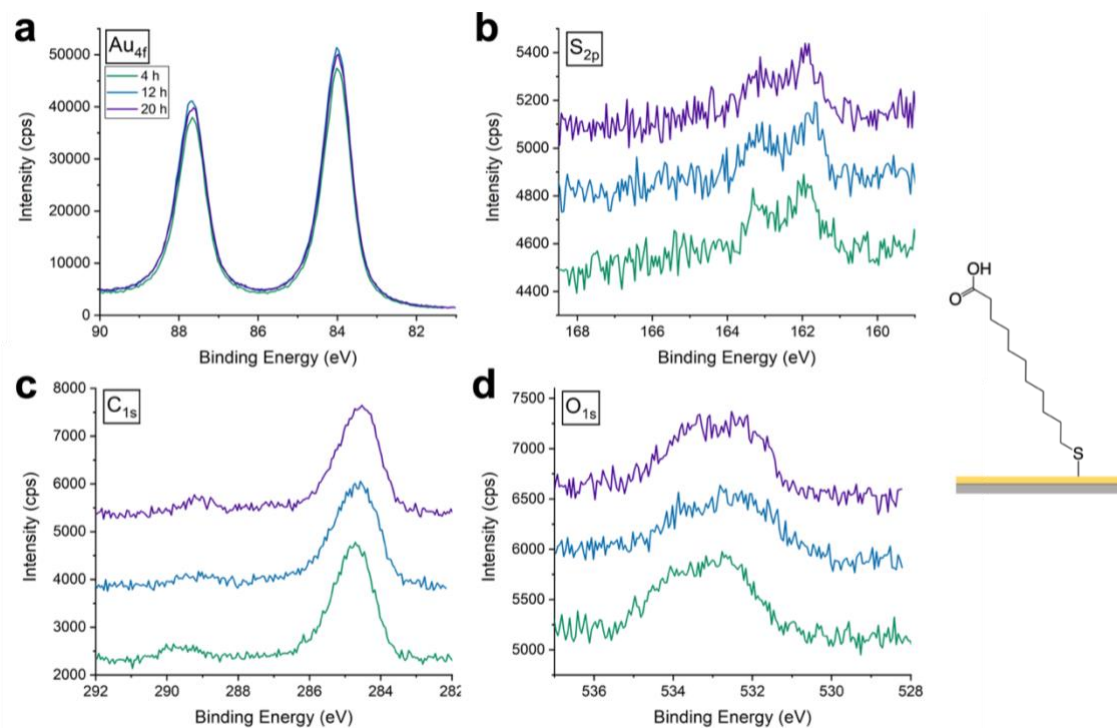 a
Au4f
4 h
12 h
20 h
50000
40000
30000
20000
10000
0
90
88
86
84
82
Intensity (cps)
Binding Energy (eV)
b
S2p
5400
5200
5000
4800
4600
4400
168
166
164
162
160
Intensity (cps)
Binding Energy (eV)
c
C1s
8000
7000
6000
5000
4000
3000
2000
292
290
288
286
284
282
Intensity (cps)
Binding Energy (eV)
d
O1s
7500
7000
6500
6000
5500
5000
536
534
532
530
528
Intensity (cps)
Binding Energy (eV)
OH
O
S